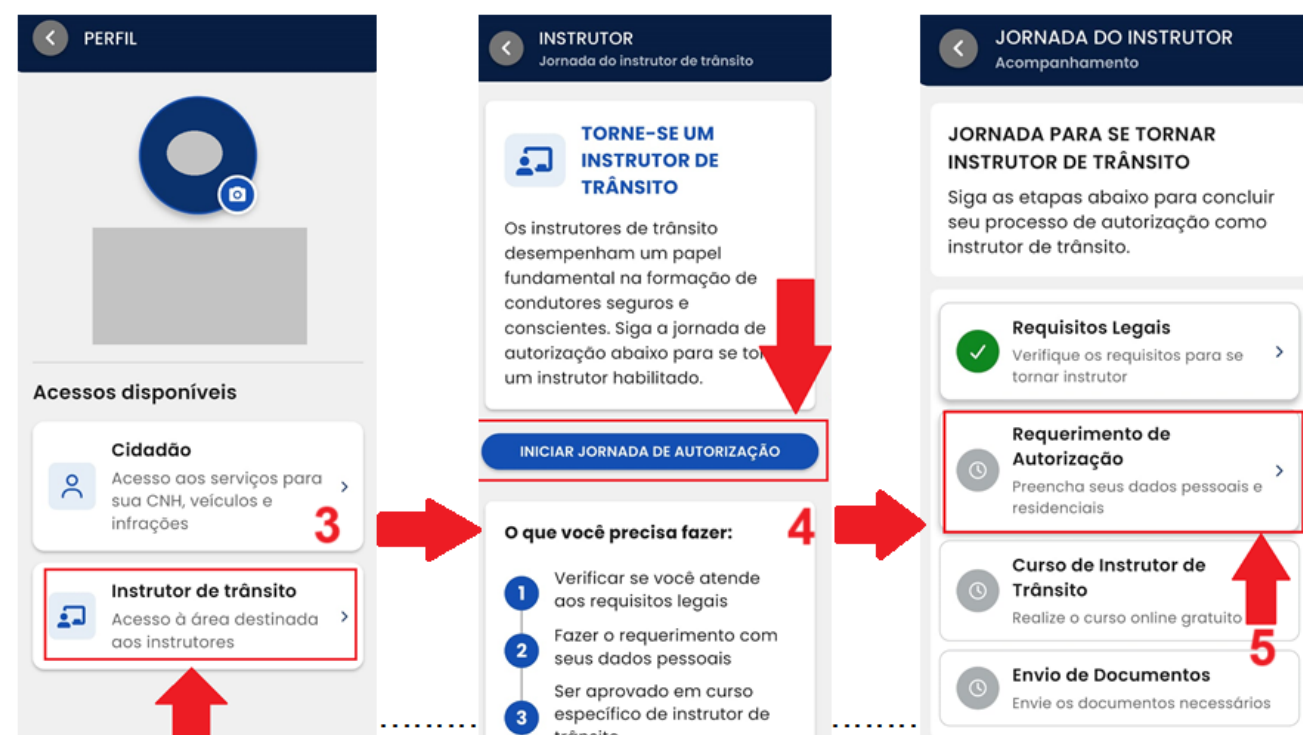 PERFIL
Acessos disponíveis
Cidadão
Acesso aos serviços para
sua CNH, veículos e
infrações
3
Instrutor de trânsito
Acesso à área destinada
aos instrutores
INSTRUTOR
Jornada do instrutor de trânsito
TORNE-SE UM
INSTRUTOR DE
TRÂNSITO
Os instrutores de trânsito
desempenham um papel
fundamental na formação de
condutores seguros e
conscientes. Siga a jornada de
autorização abaixo para se
um instrutor habilitado.
INICIAR JORNADA DE AUTORIZAÇÃO
O que você precisa fazer:
4
1 Verificar se você atende
aos requisitos legais
2 Fazer o requerimento com
seus dados pessoais
3 Ser aprovado em curso
específico de instrutor de
JORNADA DO INSTRUTOR
Acompanhamento
JORNADA PARA SE TORNAR
INSTRUTOR DE TRÂNSITO
Siga as etapas abaixo para concluir
seu processo de autorização como
instrutor de trânsito.
Requisitos Legais
Verifique os requisitos para se
tornar instrutor
Requerimento de
Autorização
Preencha seus dados pessoais e
residenciais
Curso de Instrutor de
Trânsito
Realize o curso online gratuito
5
Envio de Documentos
Envie os documentos necessários